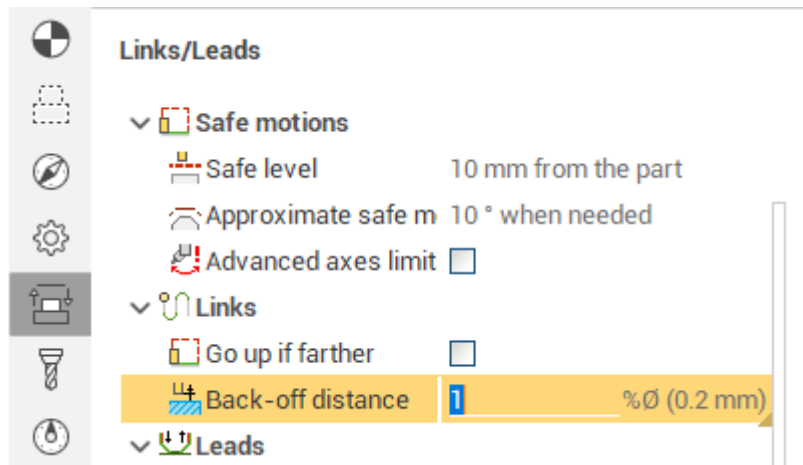 Links/Leads
Safe motions
Safe level 10 mm from the part
Approximate safe m 10 ° when needed
Advanced axes limit
Links
Go up if farther
Back-off distance 1 %Ø (0.2 mm)
Leads